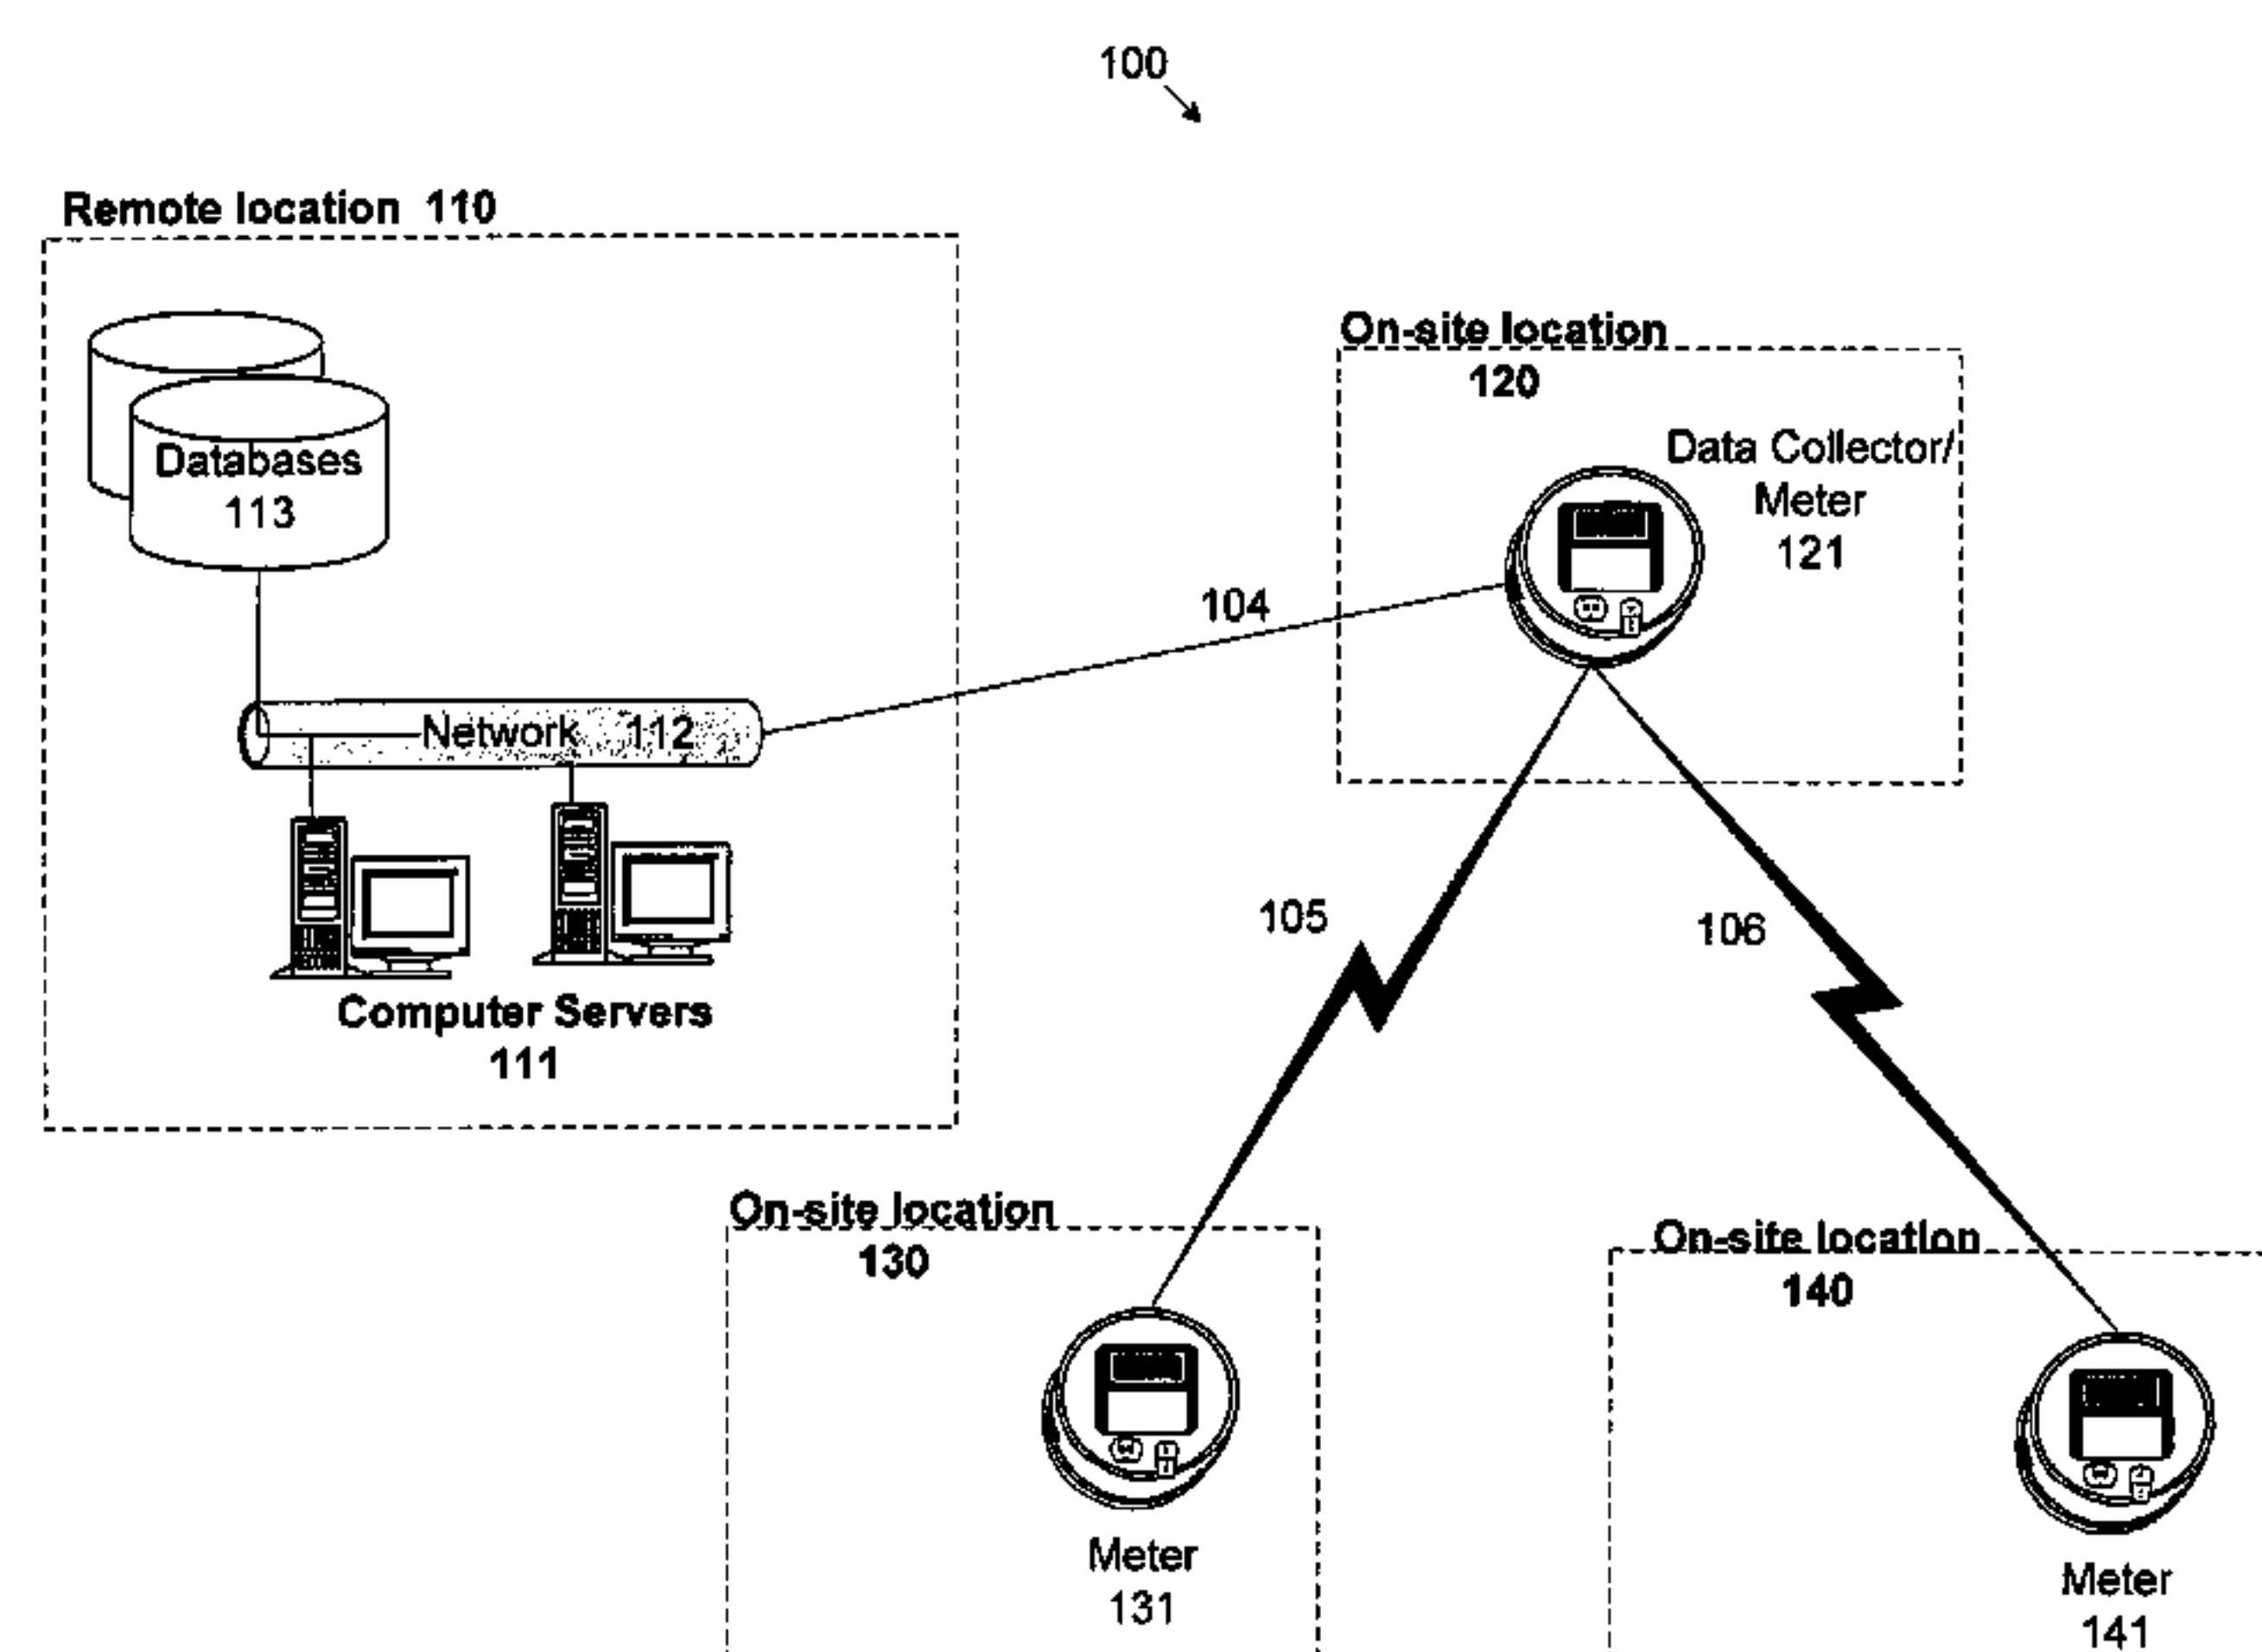 100
Remote location 110
Databases
113
Network 112
Computer Servers
111
On-site location
120
Data Collector/
Meter
121
104
105
106
On-site location
130
Meter
131
On-site location
140
Meter
141